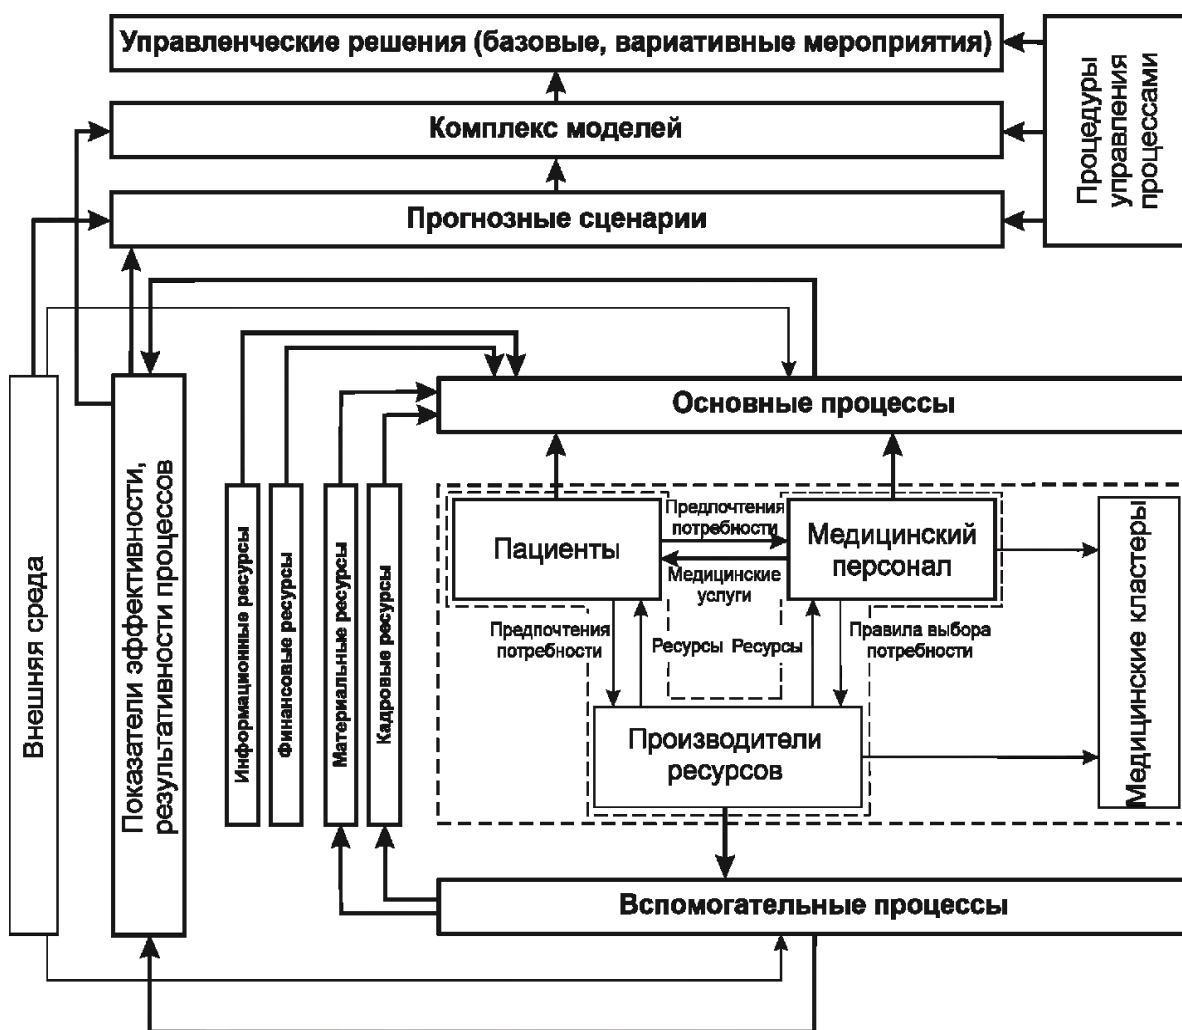 Управленческие решения (базовые, вариативные мероприятия)
Процедуры
управления
процессами
Комплекс моделей
Прогнозные сценарии
Внешняя среда
Показатели эффективности,
результативности процессов
Информационные ресурсы
Финансовые ресурсы
Материальные ресурсы
Кадровые ресурсы
Основные процессы
Пациенты
Предпочтения
потребности
Медицинские
услуги
Медицинский
персонал
Медицинские кластеры
Предпочтения
потребности
Ресурсы
Ресурсы
Правила выбора
потребности
Производители
ресурсов
Вспомогательные процессы